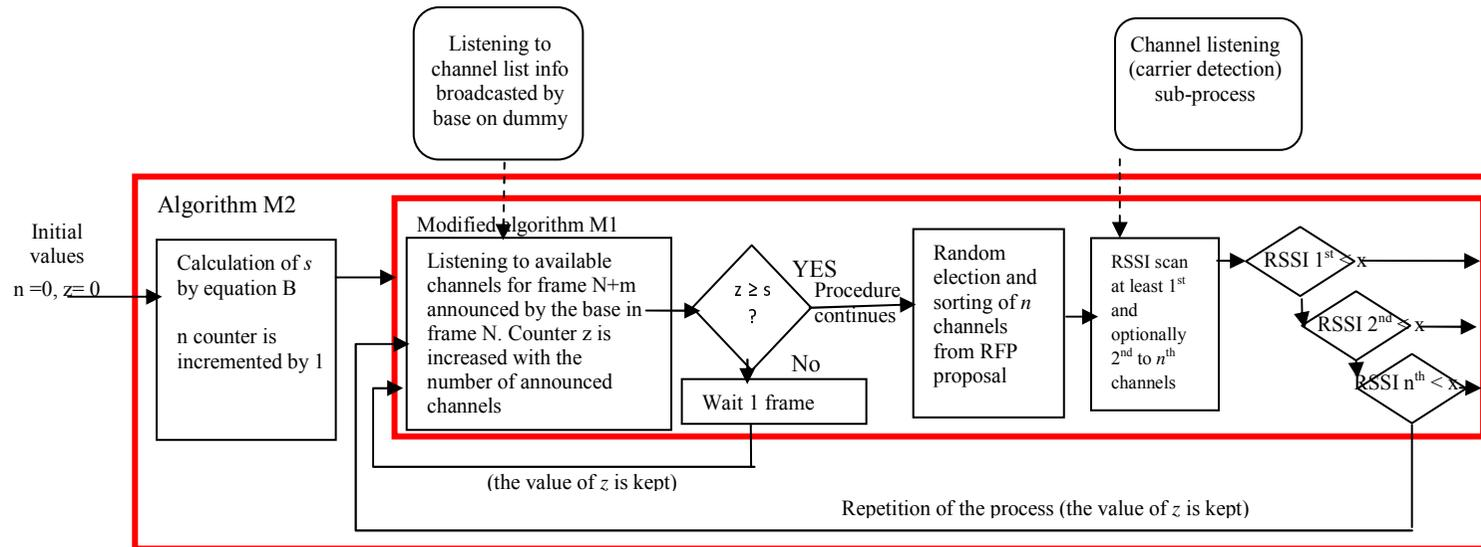 Listening to
channel list info
broadcasted by
base on dummy
Channel listening
(carrier detection)
sub-process
Algorithm M2
Initial
values
n =0, z= 0
Calculation of s
by equation B
n counter is
incremented by 1
Modified algorithm M1
Listening to available
channels for frame N+m
announced by the base in
frame N. Counter z is
increased with the
number of announced
channels
z ≥ s
?
YES
Procedure
continues
No
Wait 1 frame
Random
election and
sorting of n
channels
from RFP
proposal
RSSI scan
at least 1st
and
optionally
2nd to nth
channels
RSSI 1st < x
RSSI 2nd < x
RSSI nth < x
(the value of z is kept)
Repetition of the process (the value of z is kept)